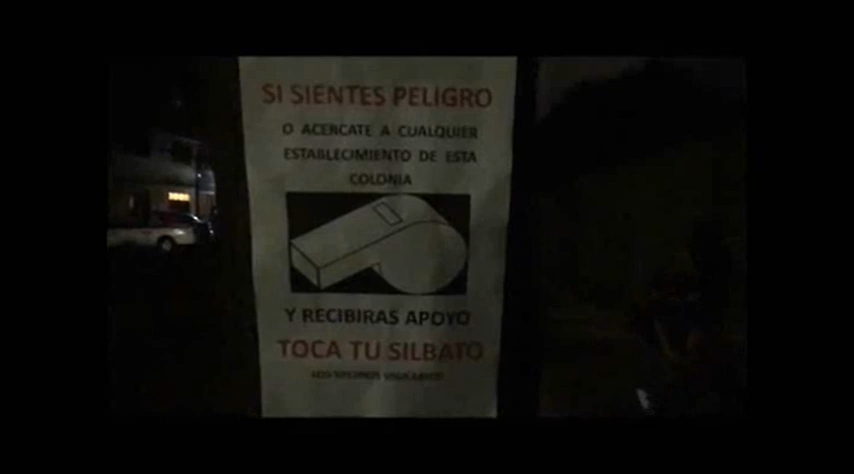 SI SIENTES PELIGRO
O ACERCATE A CUALQUIER
ESTABLECIMIENTO DE ESTA
COLONIA
Y RECIBIRAS APOYO
TOCA TU SILBATO